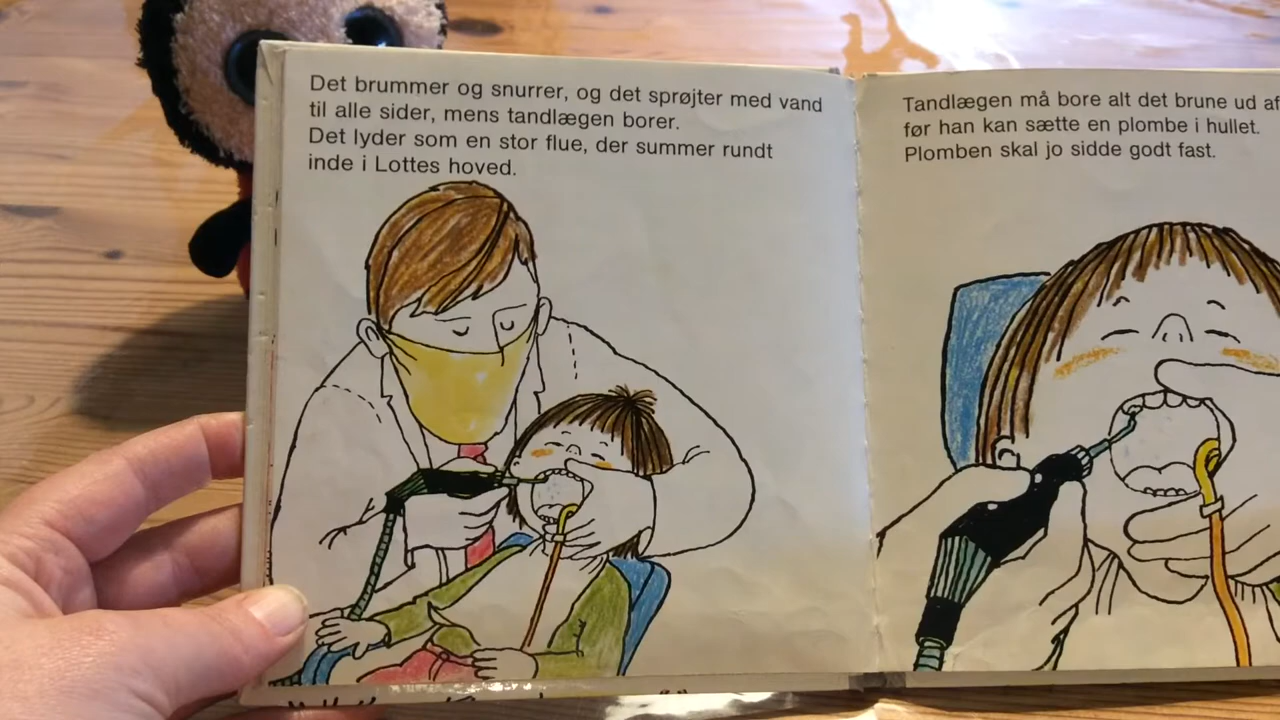 Det brummer og snurrer, og det sprøjter med vand
til alle sider, mens tandlægen borer.
Det lyder som en stor flue, der summer rundt
inde i Lottes hoved.
Tandlægen må bore alt det brune ud af
før han kan sætte en plombe i hullet.
Plomben skal jo sidde godt fast.